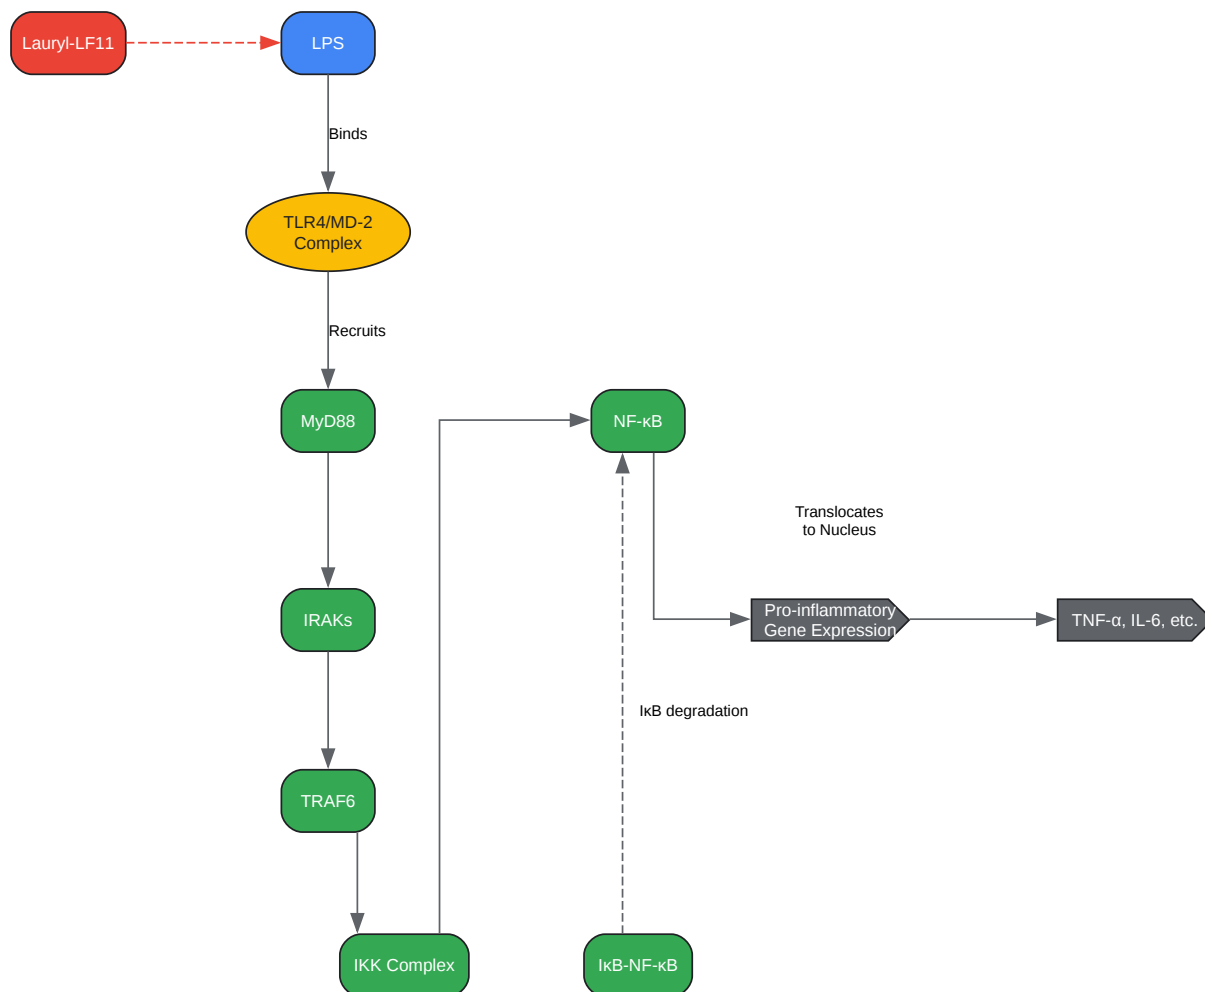 Lauryl-LF11
LPS
Binds
TLR4/MD-2
Complex
Recruits
MyD88
NF-κB
Translocates
to Nucleus
IRAKs
Pro-inflammatory
Gene Expression
TNF-α, IL-6, etc.
IκB degradation
TRAF6
IKK Complex
IκB-NF-κB